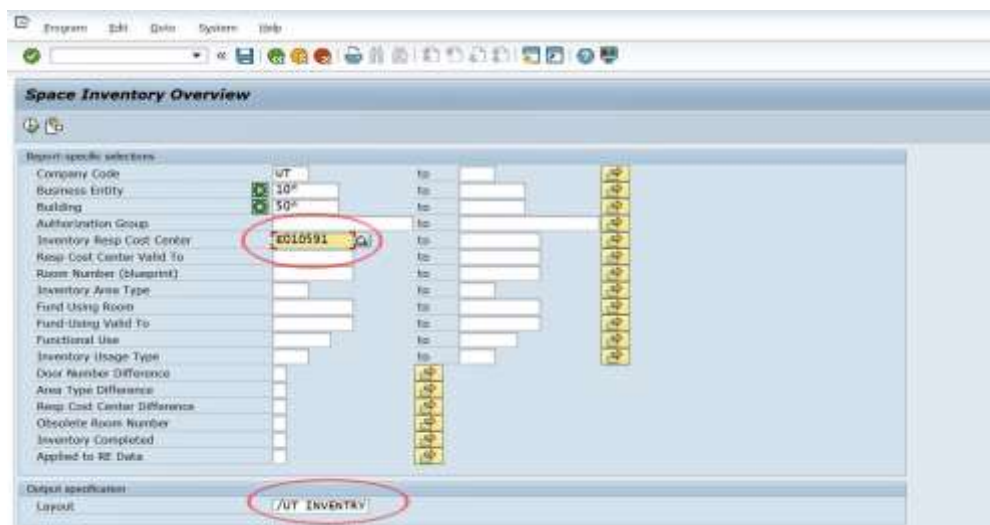 Program Edit Goto System Help
Space Inventory Overview
Report-specific selections
Company Code UT to
Business Entity 10* to
Building 50* to
Authorization Group to
Inventory Resp Cost Center E010591 to
Resp Cost Center Valid To to
Room Number (blueprint) to
Inventory Area Type to
Fund Using Room to
Fund-Using Valid To to
Functional Use to
Inventory Usage Type to
Door Number Difference
Area Type Difference
Resp Cost Center Difference
Obsolete Room Number
Inventory Completed
Applied to RE Data
Output specification
Layout /UT INVENTRY